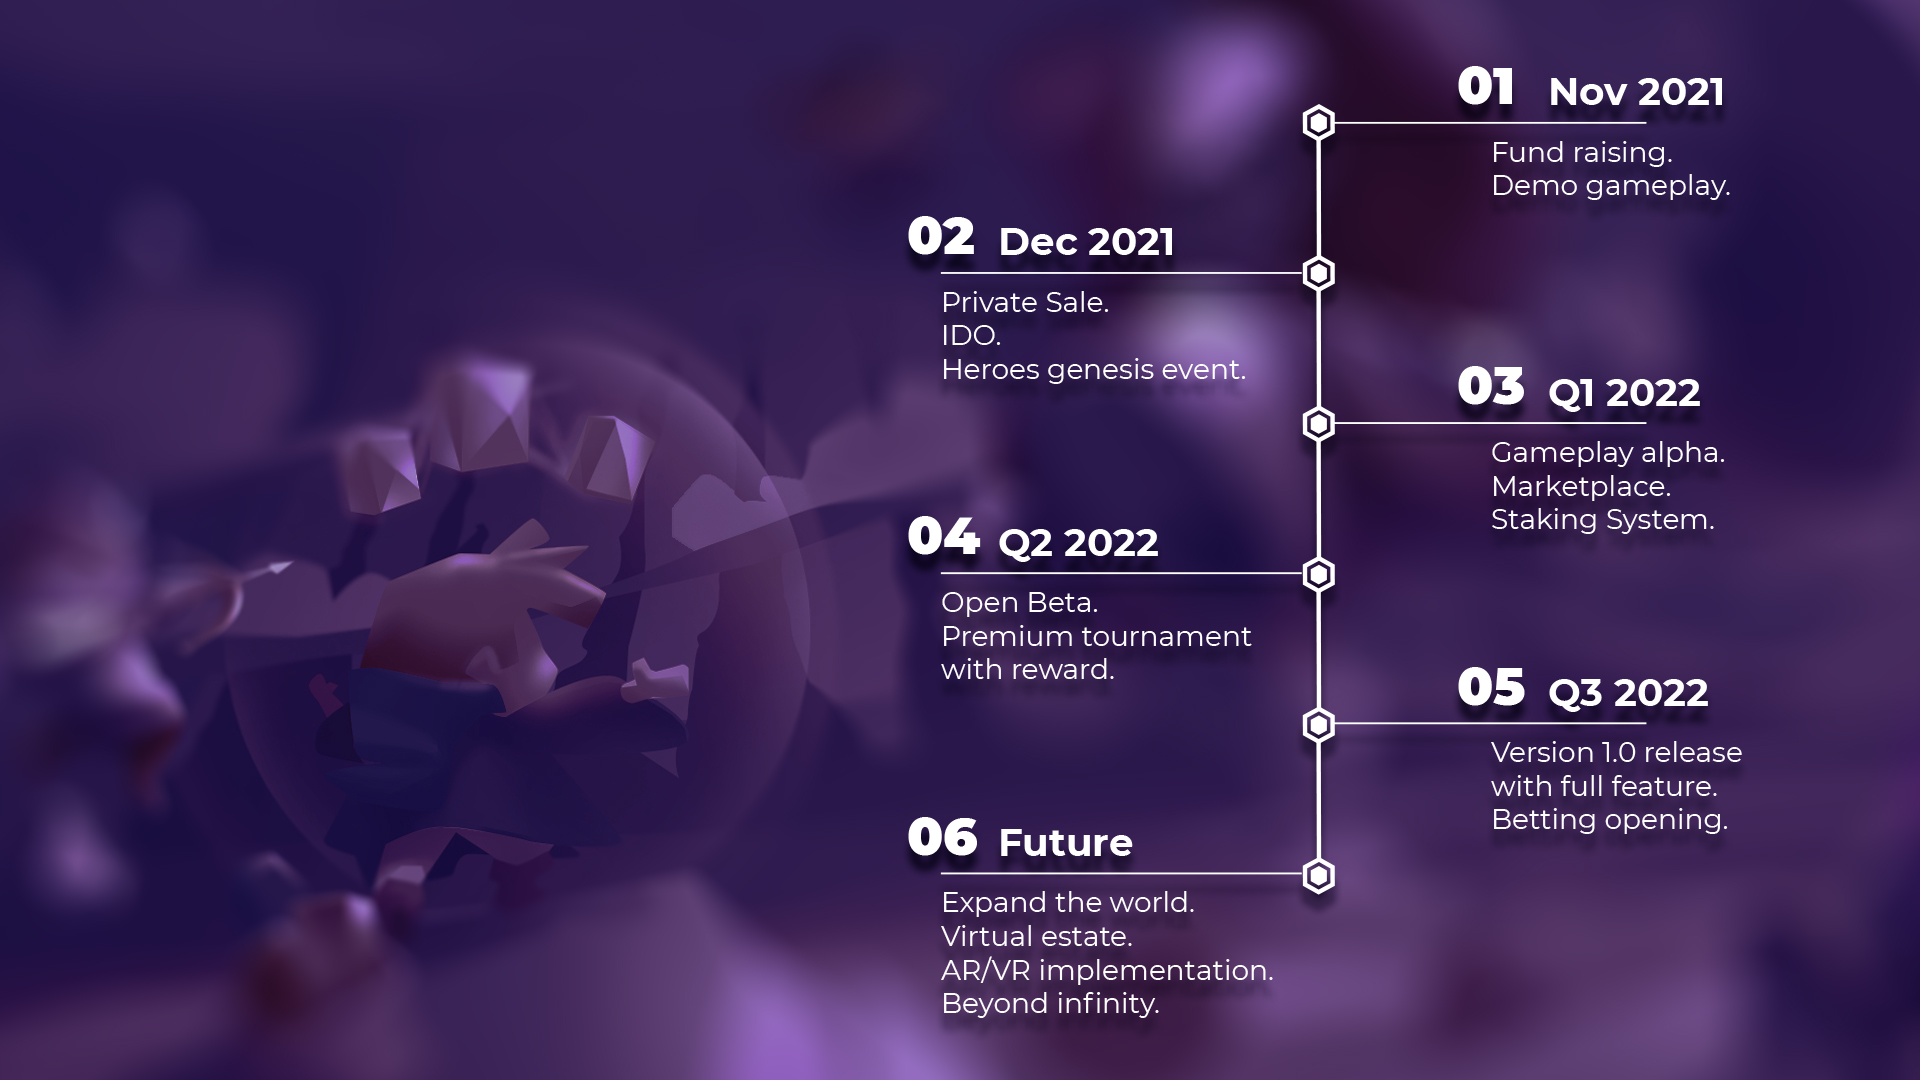 01 Nov 2021
Fund raising.
Demo gameplay.
02 Dec 2021
Private Sale.
IDO.
Heroes genesis event.
03 Q1 2022
Gameplay alpha.
Marketplace.
Staking System.
04 Q2 2022
Open Beta.
Premium tournament
with reward.
05 Q3 2022
Version 1.0 release
with full feature.
Betting opening.
06 Future
Expand the world.
Virtual estate.
AR/VR implementation.
Beyond infinity.